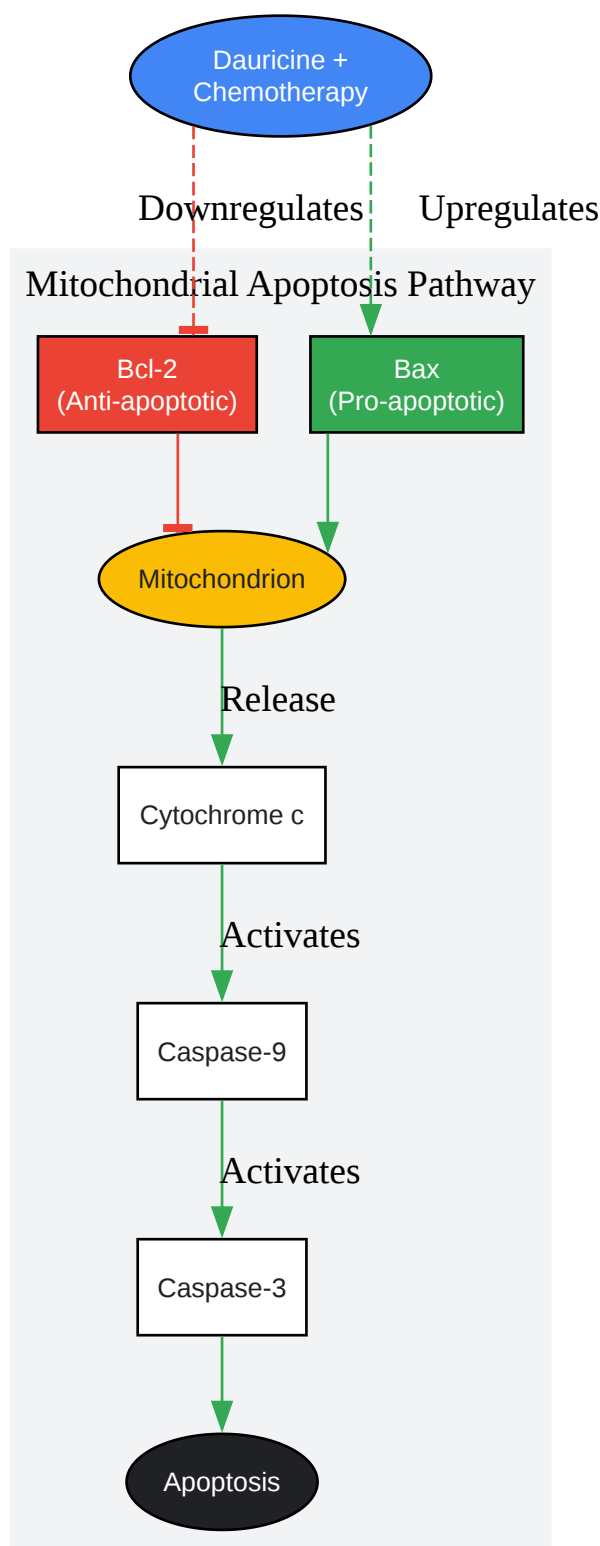 Dauricine +
Chemotherapy
Downregulates
Upregulates
Mitochondrial Apoptosis Pathway
Bcl-2
(Anti-apoptotic)
Bax
(Pro-apoptotic)
Mitochondrion
Release
Cytochrome c
Activates
Caspase-9
Activates
Caspase-3
Apoptosis